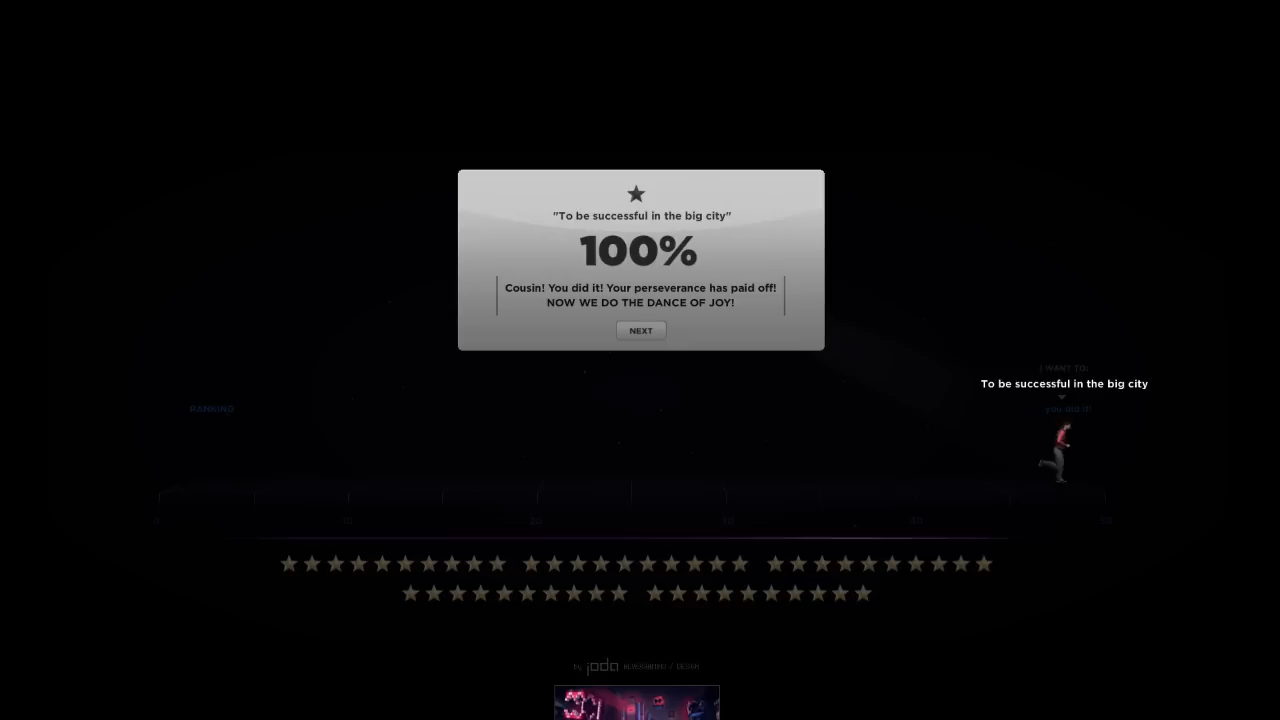 "To be successful in the big city"
100%
Cousin! You did it! Your perseverance has paid off!
NOW WE DO THE DANCE OF JOY!
NEXT
I WANT TO:
To be successful in the big city
RANKING
you did it!
by joda